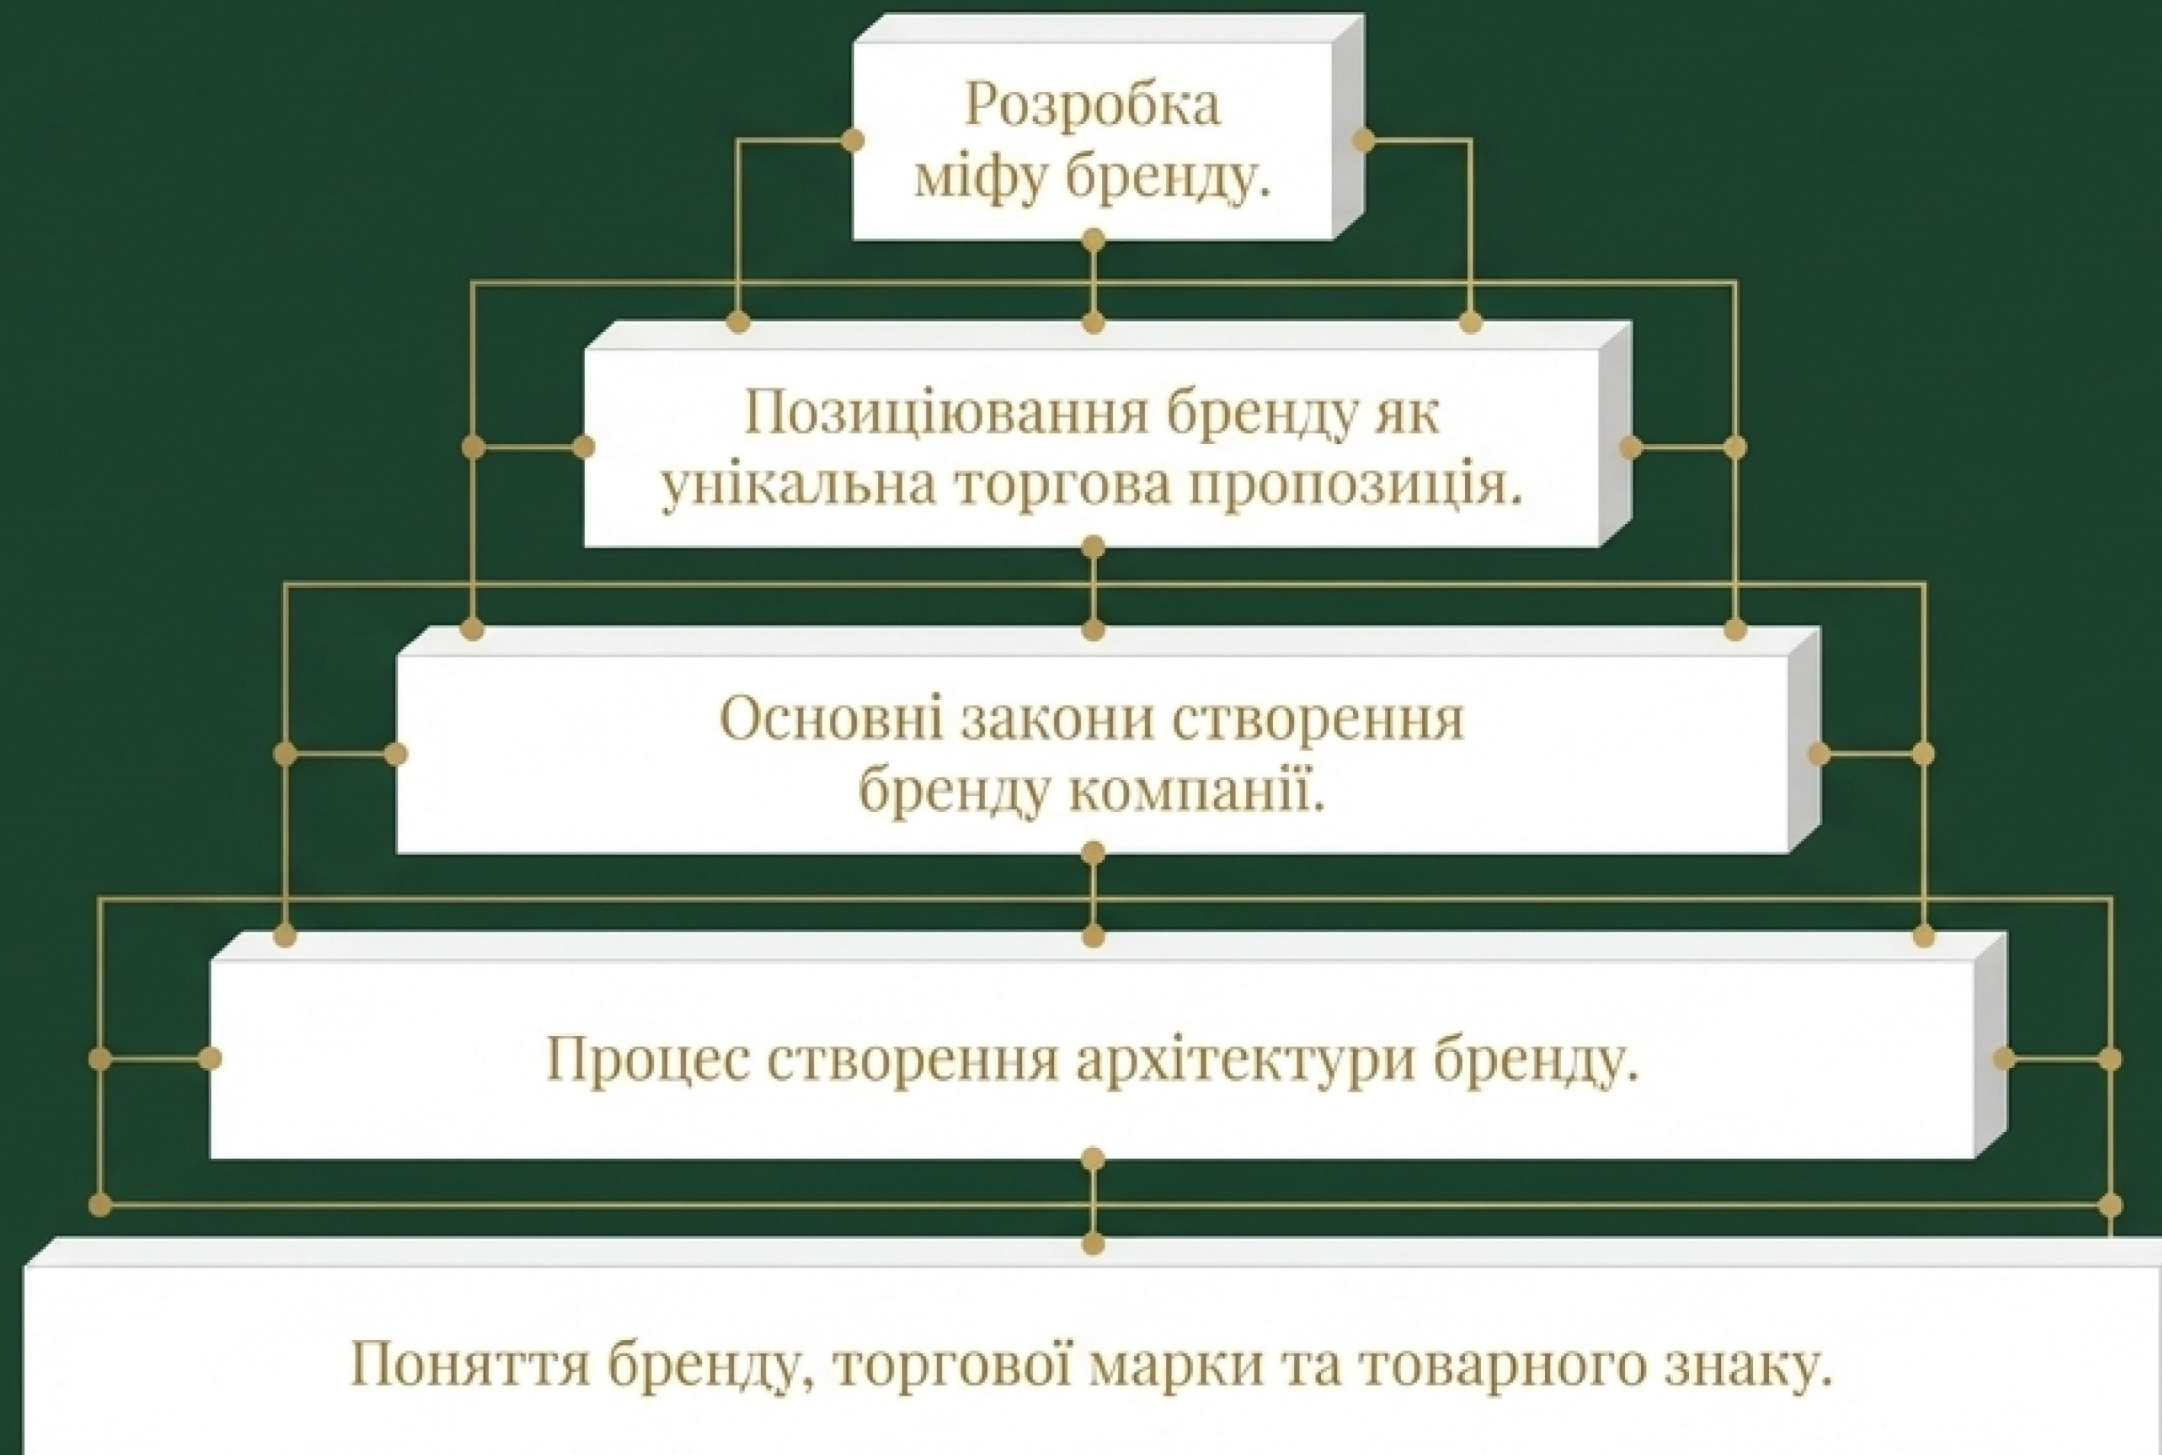 Розробка
міфу бренду.
Позиціювання бренду як
унікальна торгова пропозиція.
Основні закони створення
бренду компанії.
Процес створення архітектури бренду.
Поняття бренду, торгової марки та товарного знаку.